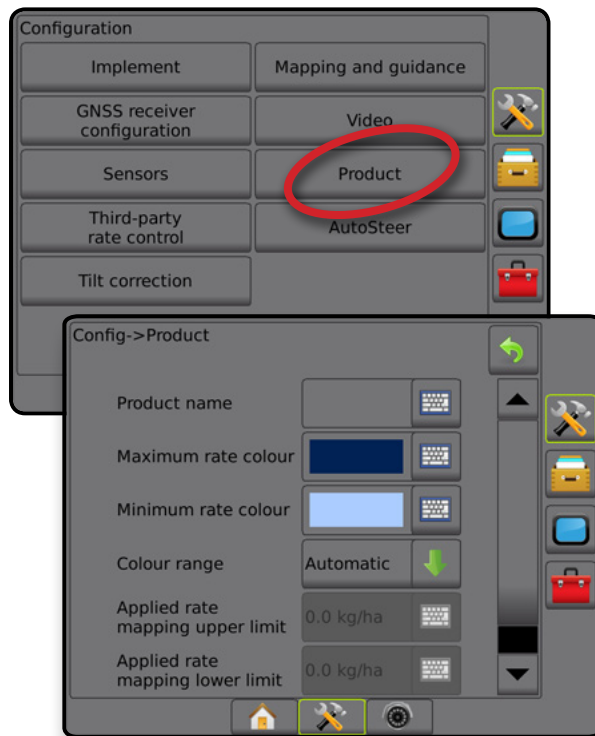 Configuration
Implement
Mapping and guidance
GNSS receiver
configuration
Video
Sensors
Product
Third-party
rate control
AutoSteer
Tilt correction
Config->Product
Product name
Maximum rate colour
Minimum rate colour
Colour range
Automatic
Applied rate
mapping upper limit
0.0 kg/ha
Applied rate
mapping lower limit
0.0 kg/ha